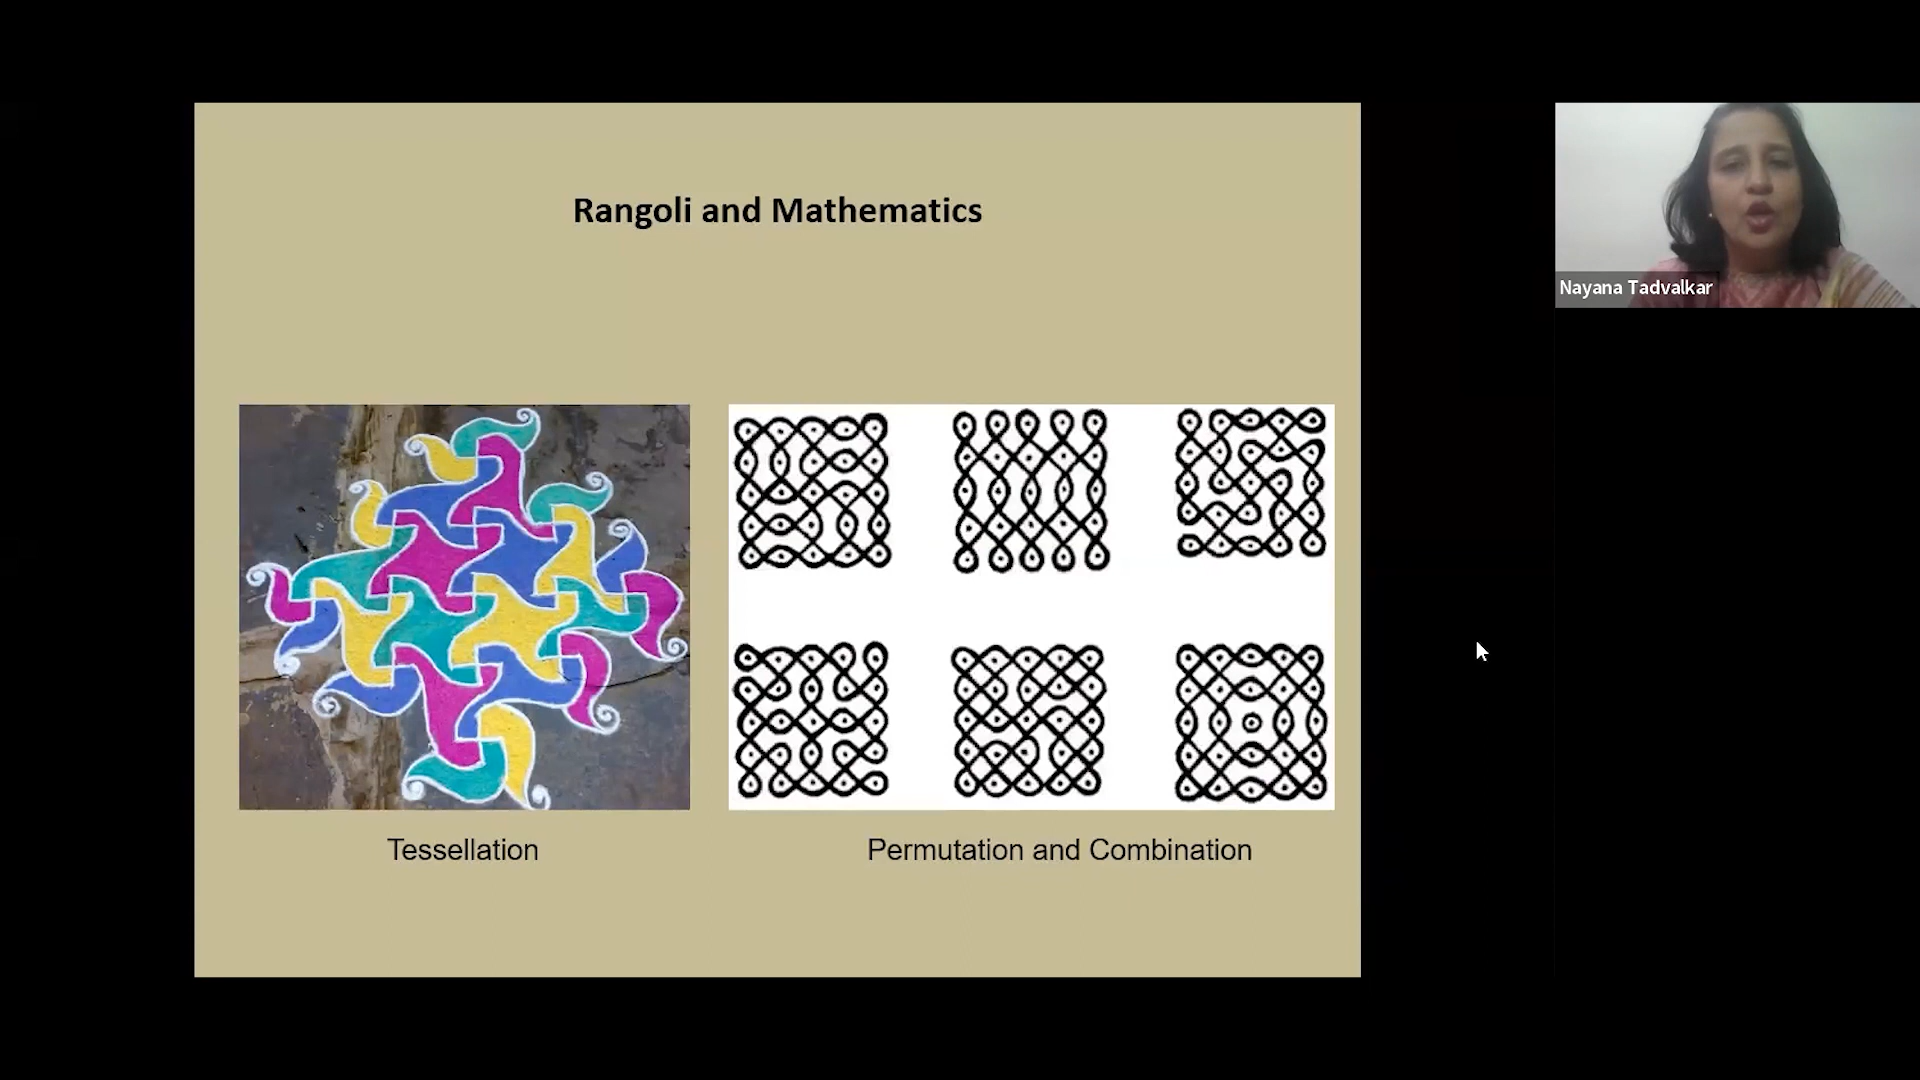 Rangoli and Mathematics
Nayana Tadvalkar
Tessellation
Permutation and Combination